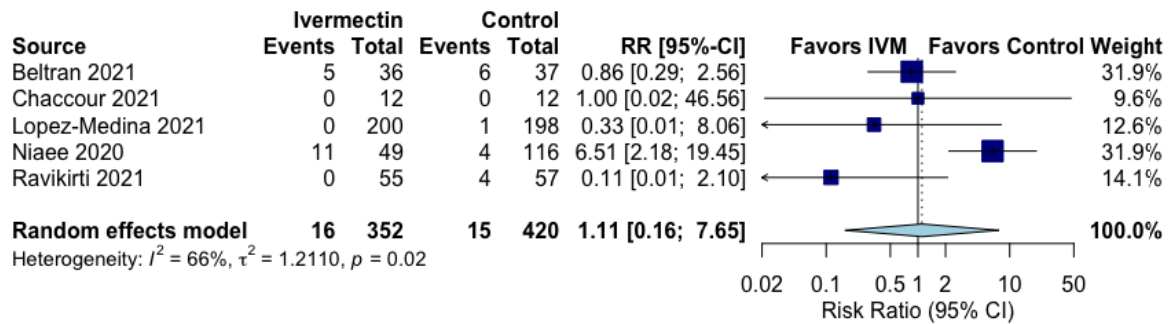 Ivermectin Control
Source Events Total Events Total RR [95%-CI] Favors IVM Favors Control Weight
Beltran 2021 5 36 6 37 0.86 [0.29; 2.56] 31.9%
Chaccour 2021 0 12 0 12 1.00 [0.02; 46.56] 9.6%
Lopez-Medina 2021 0 200 1 198 0.33 [0.01; 8.06] 12.6%
Niaee 2020 11 49 4 116 6.51 [2.18; 19.45] 31.9%
Ravikirti 2021 0 55 4 57 0.11 [0.01; 2.10] 14.1%
Random effects model 16 352 15 420 1.11 [0.16; 7.65] 100.0%
Heterogeneity: I² = 66%, τ² = 1.2110, p = 0.02
0.02 0.1 0.5 1 2 10 50
Risk Ratio (95% CI)